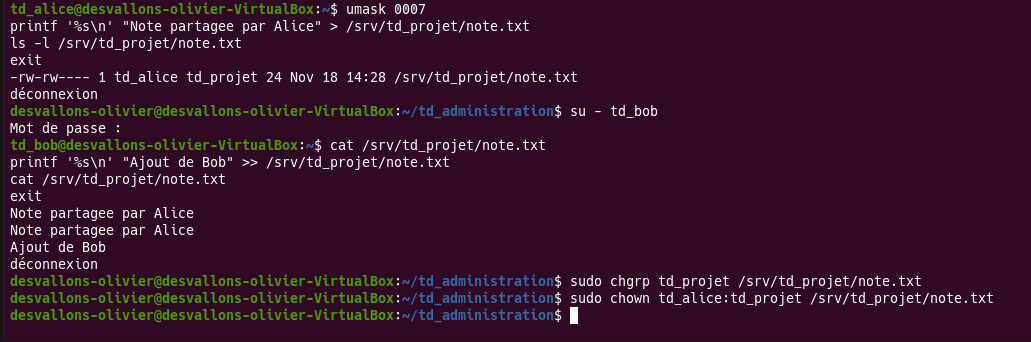 td_alice@desvallons-olivier-VirtualBox:~$ umask 0007
printf '%s\n' "Note partagee par Alice" > /srv/td_projet/note.txt
ls -l /srv/td_projet/note.txt
exit
-rw-rw---- 1 td_alice td_projet 24 Nov 18 14:28 /srv/td_projet/note.txt
déconnexion
desvallons-olivier@desvallons-olivier-VirtualBox:~/td_administration$ su - td_bob
Mot de passe :
td_bob@desvallons-olivier-VirtualBox:~$ cat /srv/td_projet/note.txt
printf '%s\n' "Ajout de Bob" >> /srv/td_projet/note.txt
cat /srv/td_projet/note.txt
exit
Note partagee par Alice
Note partagee par Alice
Ajout de Bob
déconnexion
desvallons-olivier@desvallons-olivier-VirtualBox:~/td_administration$ sudo chgrp td_projet /srv/td_projet/note.txt
desvallons-olivier@desvallons-olivier-VirtualBox:~/td_administration$ sudo chown td_alice:td_projet /srv/td_projet/note.txt
desvallons-olivier@desvallons-olivier-VirtualBox:~/td_administration$